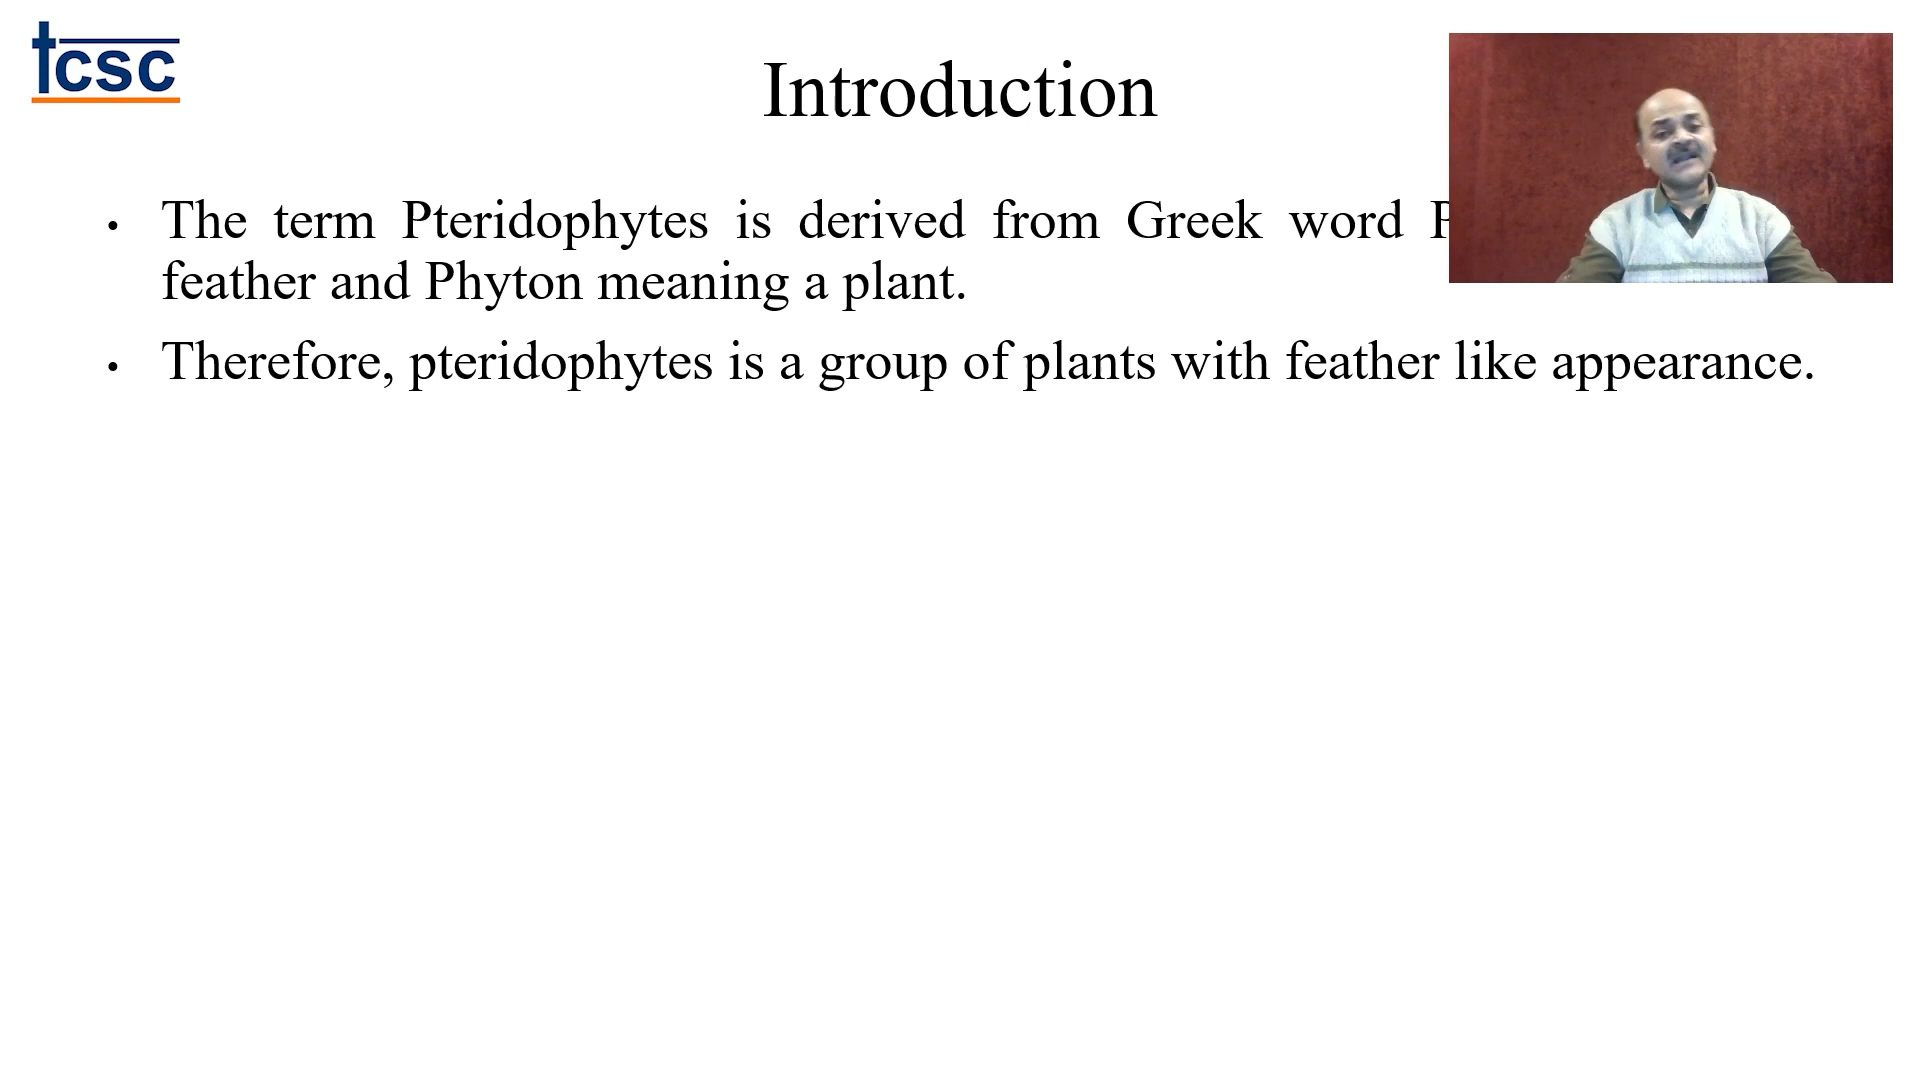 tcsc
Introduction
• The term Pteridophytes is derived from Greek word
feather and Phyton meaning a plant.
• Therefore, pteridophytes is a group of plants with feather like appearance.